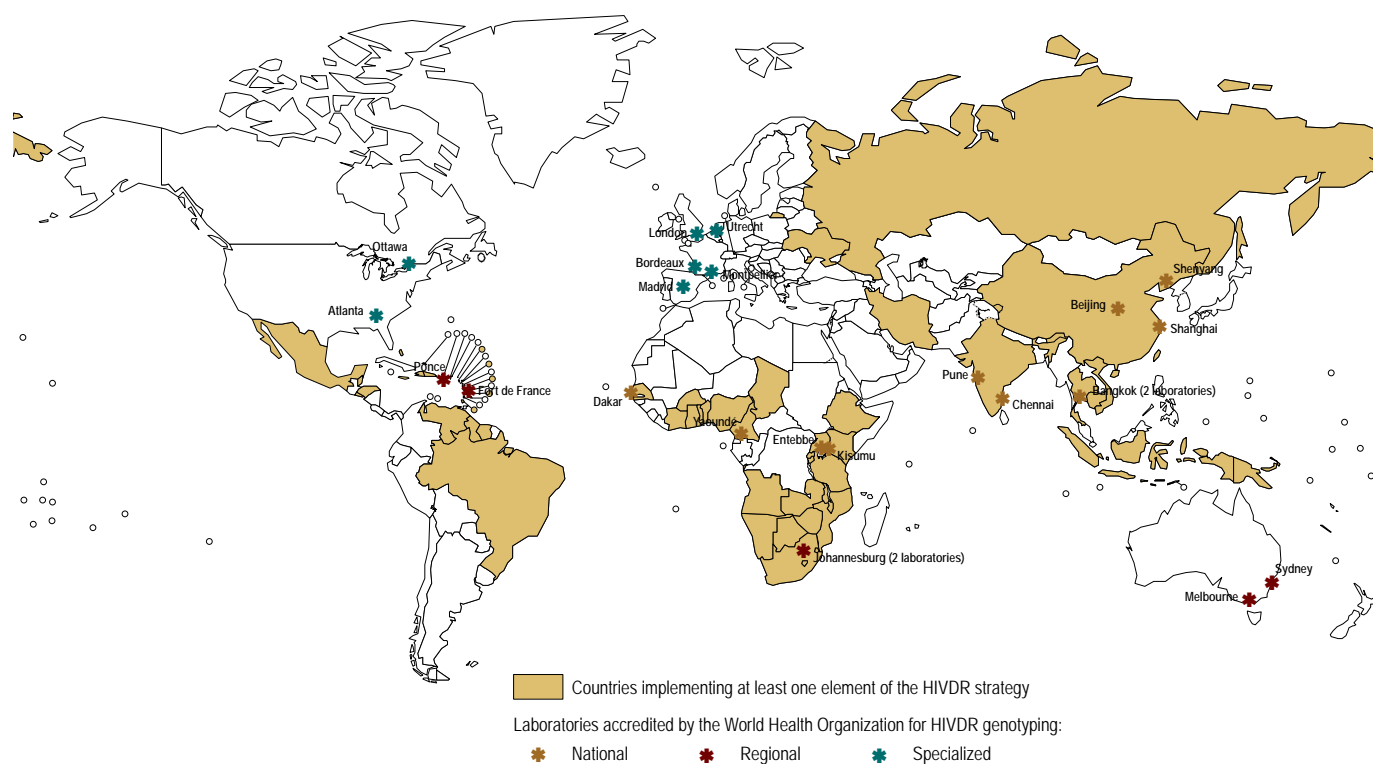 Ottawa
London
Utrecht
Bordeaux
Montpellier
Madrid
Atlanta
Shenyang
Beijing
Shanghai
Ponce
Fort de France
Dakar
Yaoundé
Entebbe
Kisumu
Pune
Chennai
Bangkok (2 laboratories)
Johannesburg (2 laboratories)
Sydney
Melbourne
Countries implementing at least one element of the HIVDR strategy
Laboratories accredited by the World Health Organization for HIVDR genotyping:
National Regional Specialized